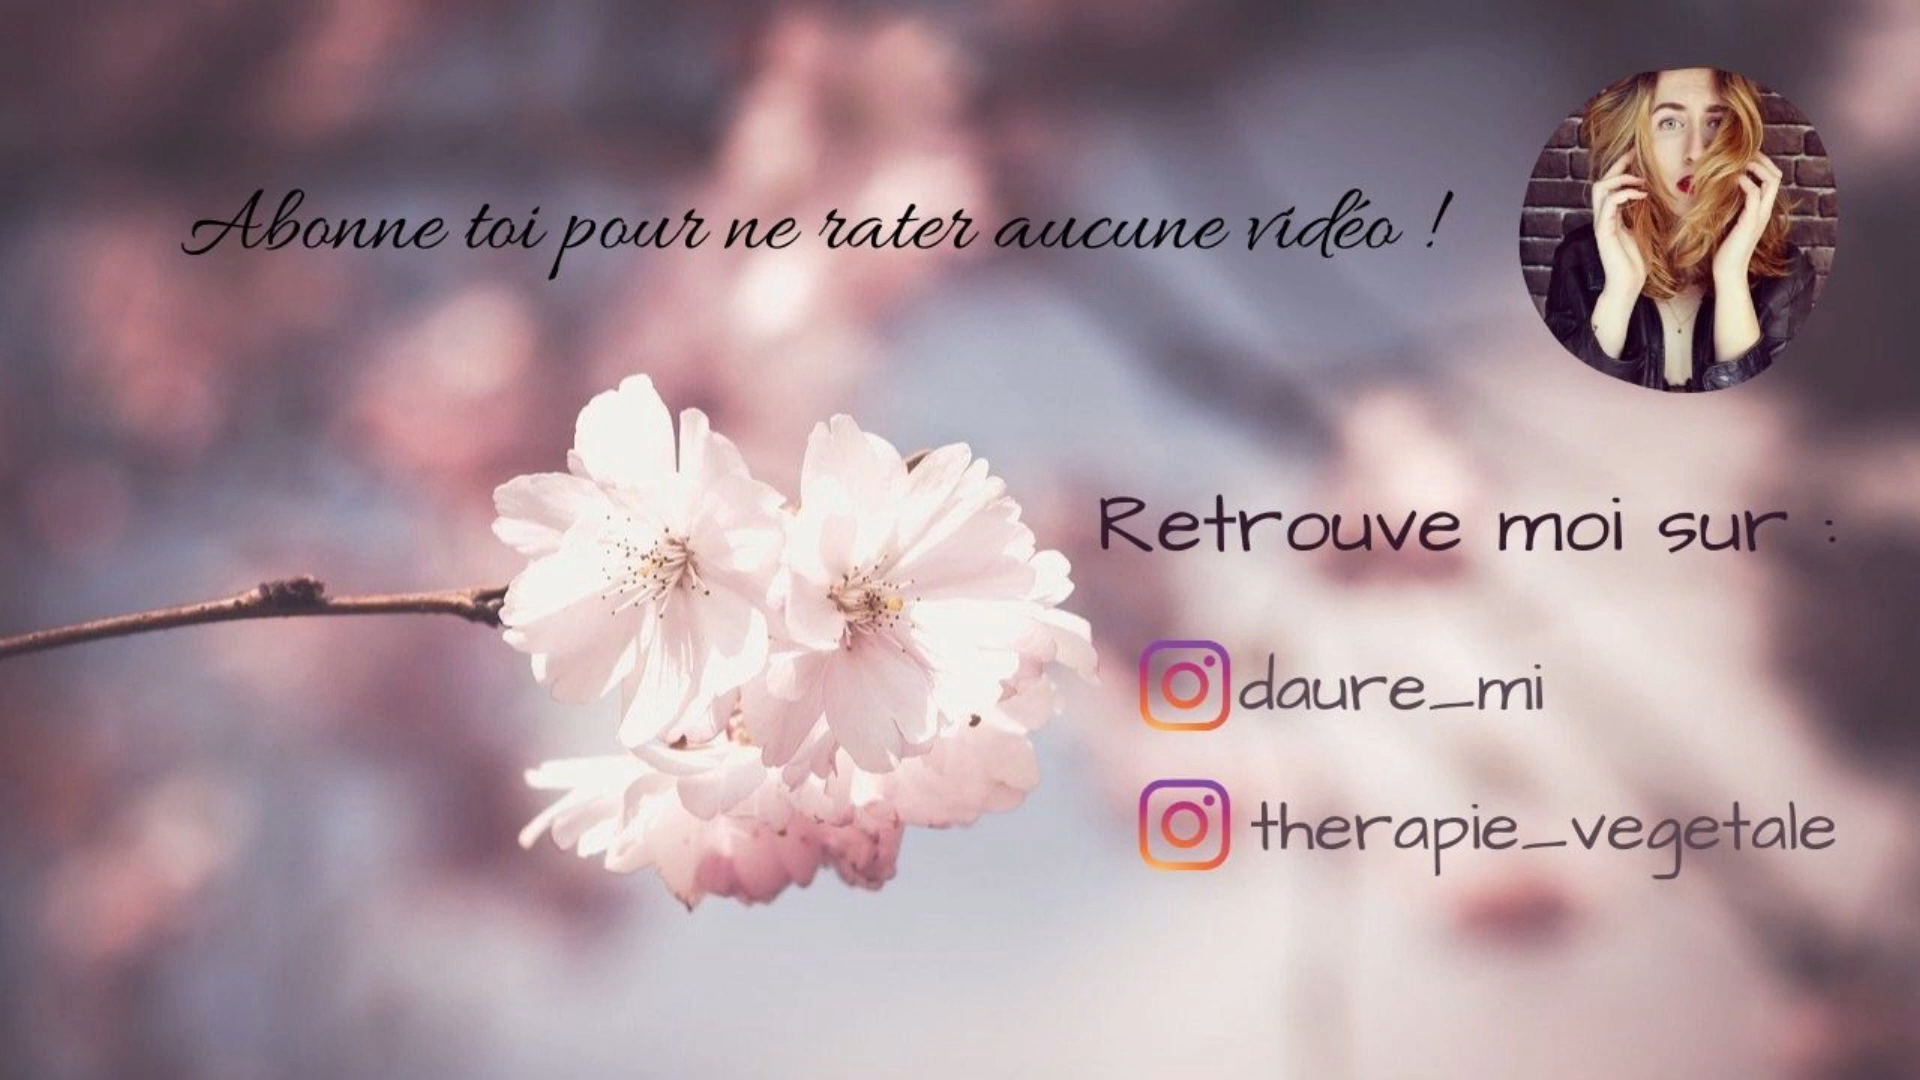 Abonne toi pour ne rater aucune vidéo !
Retrouve moi sur :
daure_mi
therapie_vegetale